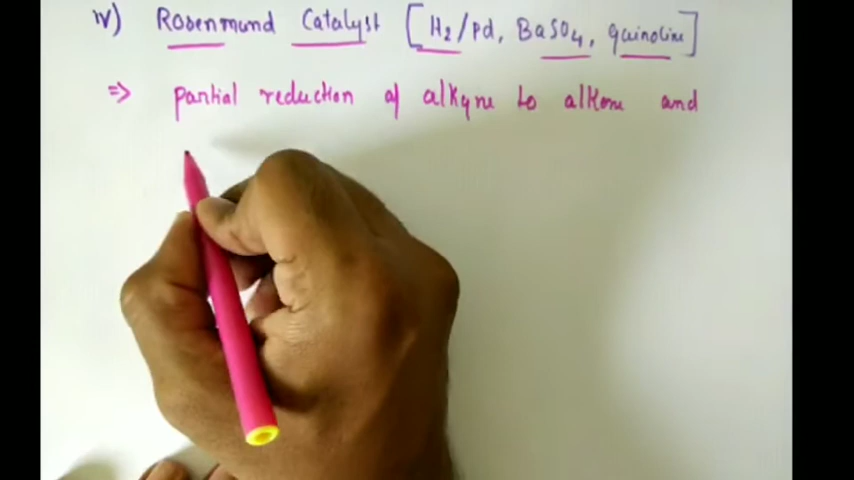 iv) Rosenmund Catalyst [H₂/Pd, BaSO₄, quinoline]
⇒ partial reduction of alkyne to alkene and